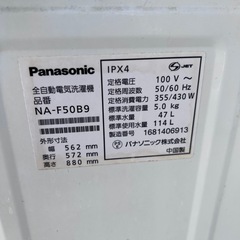 Panasonic
全自動電気洗濯機
品番
NA-F50B9
外形寸法
幅 562 mm
奥行 572 mm
高さ 880 mm
IPX4
JET
定格電圧 100 V～
定格周波数 50/60 Hz
定格消費電力 355/430 W
標準洗濯容量 5.0 kg
標準水量 47 L
標準使用水量 114 L
製造番号 1681406913
パナソニック株式会社
中国製